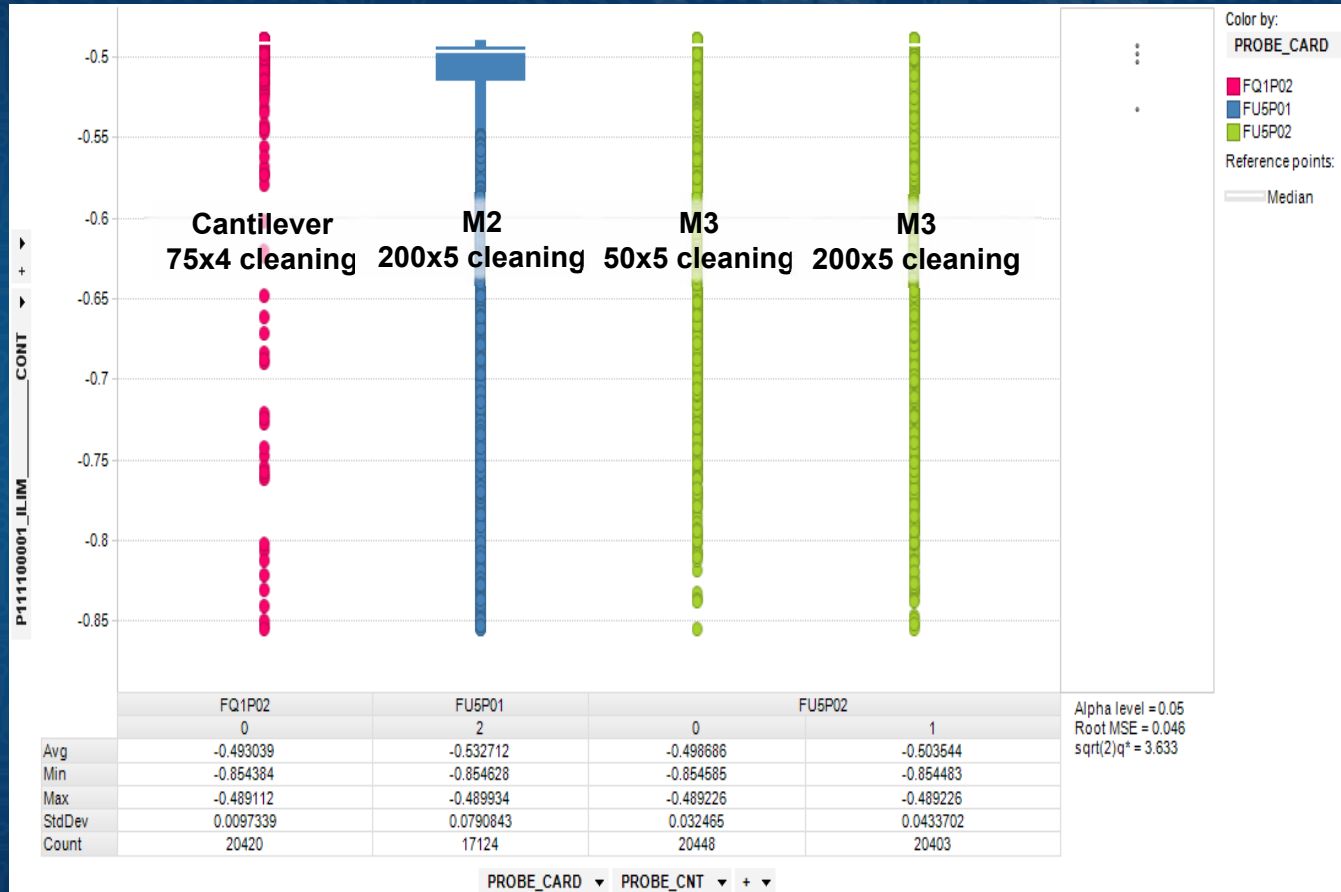 Color by:
PROBE_CARD
FQ1P02
FU5P01
FU5P02
Reference points:
Median
P111100001_ILIM________CONT
+
-0.5
-0.55
-0.6
-0.65
-0.7
-0.75
-0.8
-0.85
Cantilever
75x4 cleaning
M2
200x5 cleaning
M3
50x5 cleaning
M3
200x5 cleaning
FQ1P02 FU5P01 FU5P02
0 2 0 1
Avg -0.493039 -0.532712 -0.498686 -0.503544
Min -0.854384 -0.854628 -0.854585 -0.854483
Max -0.489112 -0.489934 -0.489226 -0.489226
StdDev 0.0097339 0.0790843 0.032465 0.0433702
Count 20420 17124 20448 20403
Alpha level = 0.05
Root MSE = 0.046
sqrt(2)q* = 3.633
PROBE_CARD PROBE_CNT +